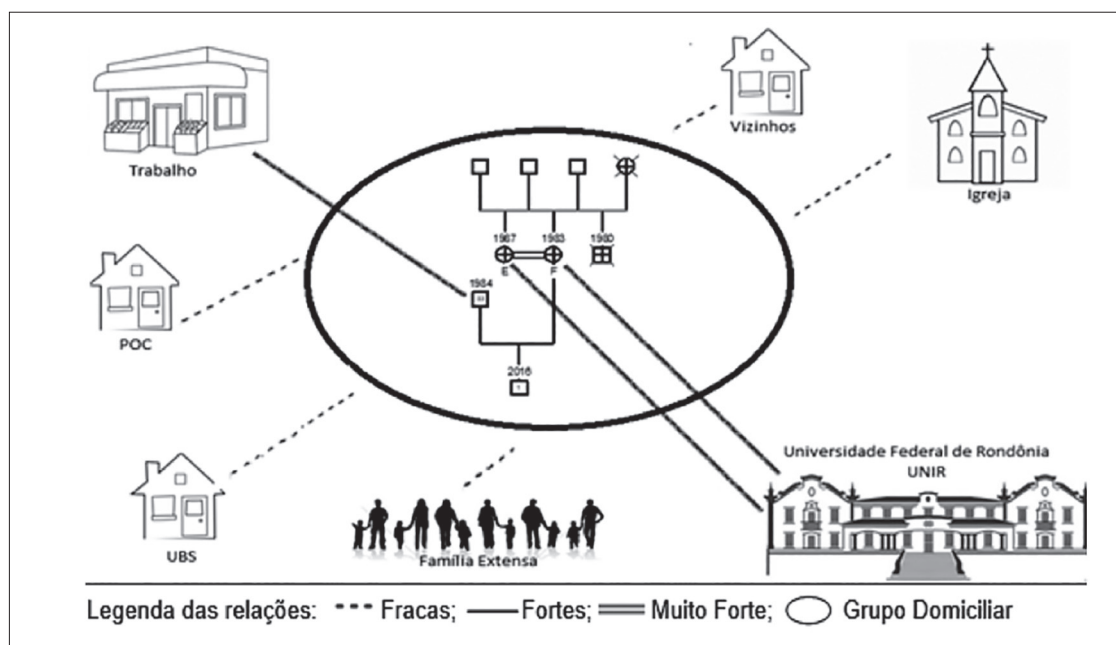 Vizinhos
Trabalho
Igreja
1967 1983 1980
E F
1984
POC
2016
Universidade Federal de Rondônia
UNIR
UBS
Família Extensa
Legenda das relações: Fracas; Fortes; Muito Forte; Grupo Domiciliar